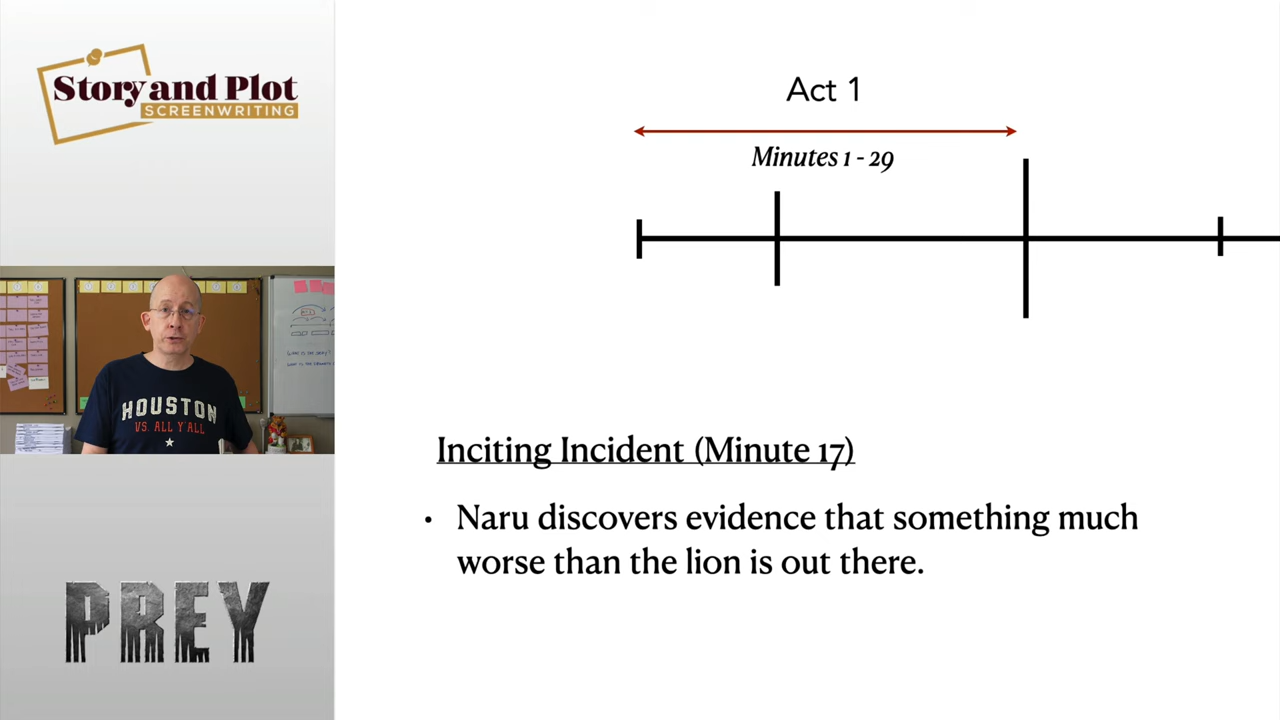 Story and Plot
SCREENWRITING
Act 1
Minutes 1 - 29
HOUSTON
VS. ALL Y'ALL
Inciting Incident (Minute 17)
• Naru discovers evidence that something much
worse than the lion is out there.
PREY